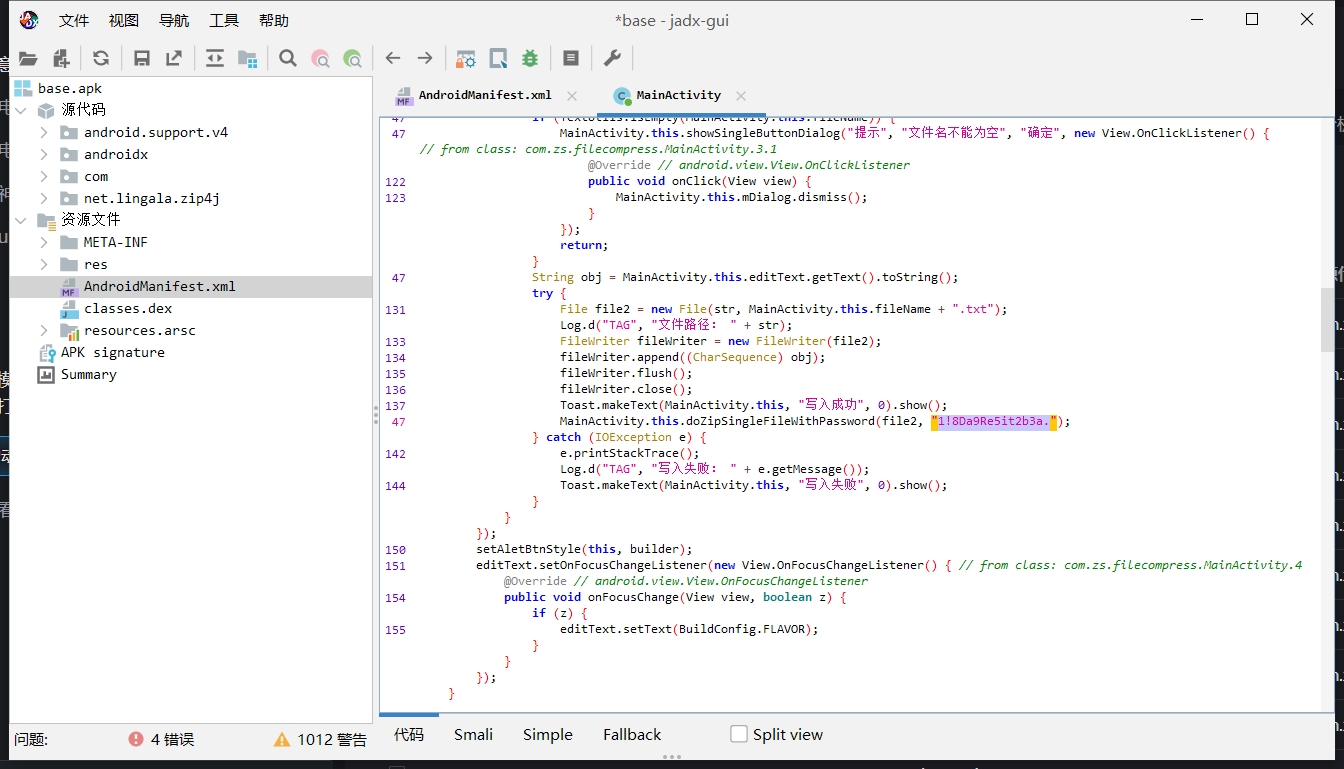 文件 视图 导航 工具 帮助
*base - jadx-gui
base.apk
源代码
android.support.v4
androidx
com
net.lingala.zip4j
资源文件
META-INF
res
AndroidManifest.xml
classes.dex
resources.arsc
APK signature
Summary
问题: 4 错误 1012 警告
AndroidManifest.xml MainActivity
47 if (TextUtils.isEmpty(MainActivity.this.fileName)) {
47 MainActivity.this.showSingleButtonDialog("提示", "文件名不能为空", "确定", new View.OnClickListener() {
// from class: com.zs.filecompress.MainActivity.3.1
@Override // android.view.View.OnClickListener
122 public void onClick(View view) {
123 MainActivity.this.mDialog.dismiss();
}
});
return;
}
47 String obj = MainActivity.this.editText.getText().toString();
try {
131 File file2 = new File(str, MainActivity.this.fileName + ".txt");
Log.d("TAG", "文件路径: " + str);
133 FileWriter fileWriter = new FileWriter(file2);
134 fileWriter.append((CharSequence) obj);
135 fileWriter.flush();
136 fileWriter.close();
137 Toast.makeText(MainActivity.this, "写入成功", 0).show();
47 MainActivity.this.doZipSingleFileWithPassword(file2, "1!8Da9Re5it2b3a.");
} catch (IOException e) {
142 e.printStackTrace();
Log.d("TAG", "写入失败: " + e.getMessage());
144 Toast.makeText(MainActivity.this, "写入失败", 0).show();
}
}
});
150 setAletBtnStyle(this, builder);
151 editText.setOnFocusChangeListener(new View.OnFocusChangeListener() { // from class: com.zs.filecompress.MainActivity.4
@Override // android.view.View.OnFocusChangeListener
154 public void onFocusChange(View view, boolean z) {
if (z) {
155 editText.setText(BuildConfig.FLAVOR);
}
}
});
}
代码 Smali Simple Fallback Split view